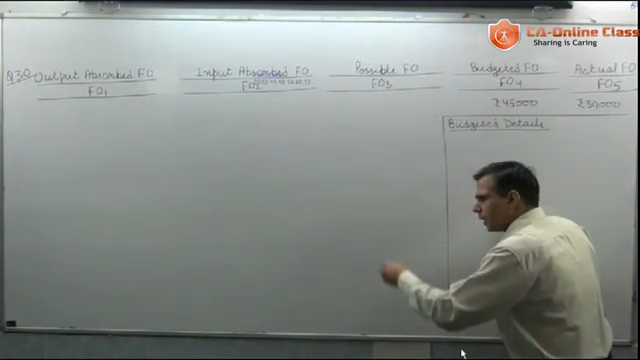 CA-Online Class
Sharing is Caring
Q30 Output Absorbed FO Input Absorbed FO Possible FO Budgeted FO Actual FO
FO1 FO2 FO3 FO4 FO5
₹45000 ₹50000
Budgeted Details